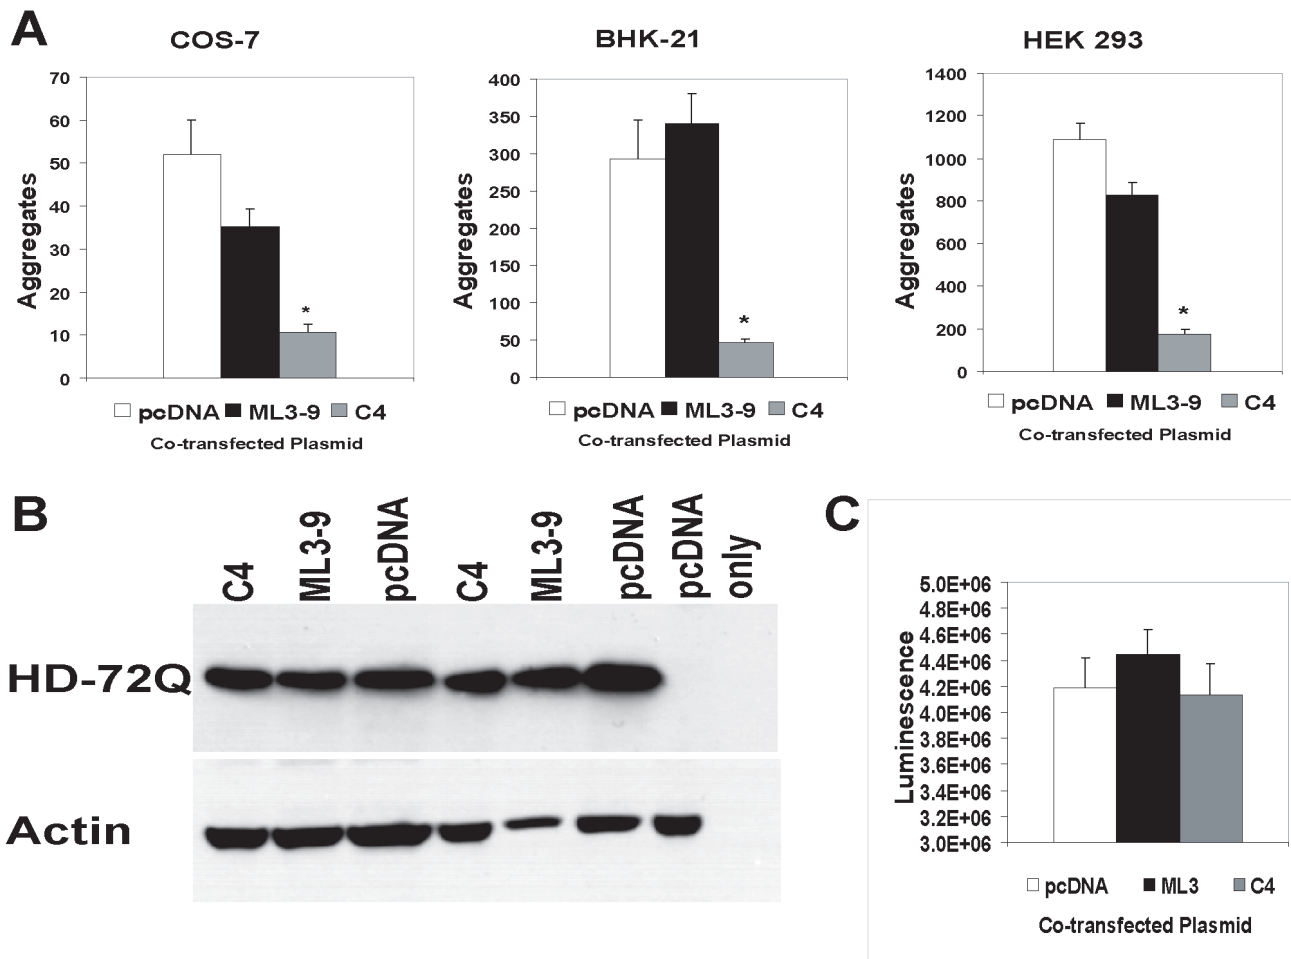 A
COS-7
BHK-21
HEK 293
Aggregates
70
60
50
40
30
20
10
0
*
pcDNA ML3-9 C4
Co-transfected Plasmid
Aggregates
400
350
300
250
200
150
100
50
0
*
pcDNA ML3-9 C4
Co-transfected Plasmid
Aggregates
1400
1200
1000
800
600
400
200
0
*
pcDNA ML3-9 C4
Co-transfected Plasmid
B
C4
ML3-9
pcDNA
C4
ML3-9
pcDNA
pcDNA
only
HD-72Q
Actin
C
Luminescence
5.0E+06
4.8E+06
4.6E+06
4.4E+06
4.2E+06
4.0E+06
3.8E+06
3.6E+06
3.4E+06
3.2E+06
3.0E+06
pcDNA ML3 C4
Co-transfected Plasmid